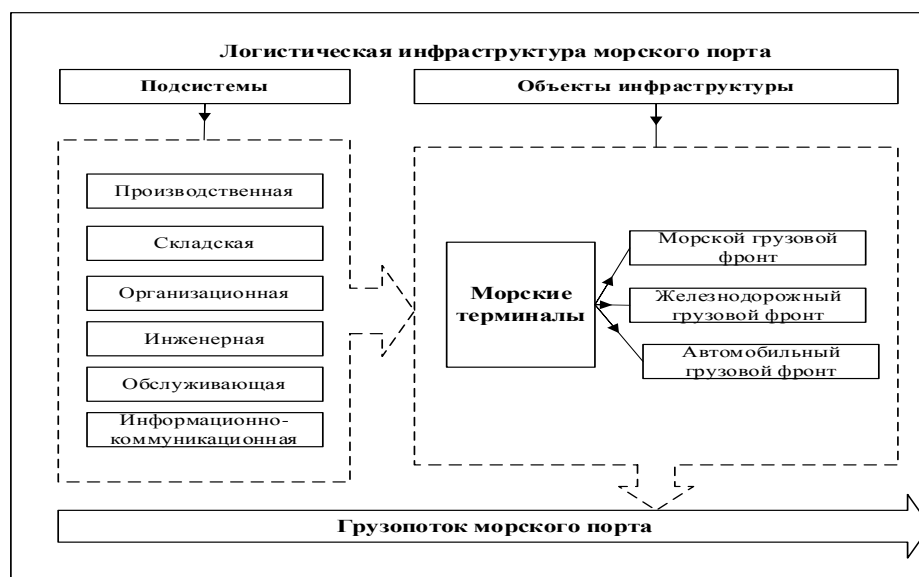 Логистическая инфраструктура морского порта
Подсистемы
Объекты инфраструктуры
Производственная
Складская
Организационная
Инженерная
Обслуживающая
Информационно-
коммуникационная
Морские
терминалы
Морской грузовой
фронт
Железнодорожный
грузовой фронт
Автомобильный
грузовой фронт
Грузопоток морского порта